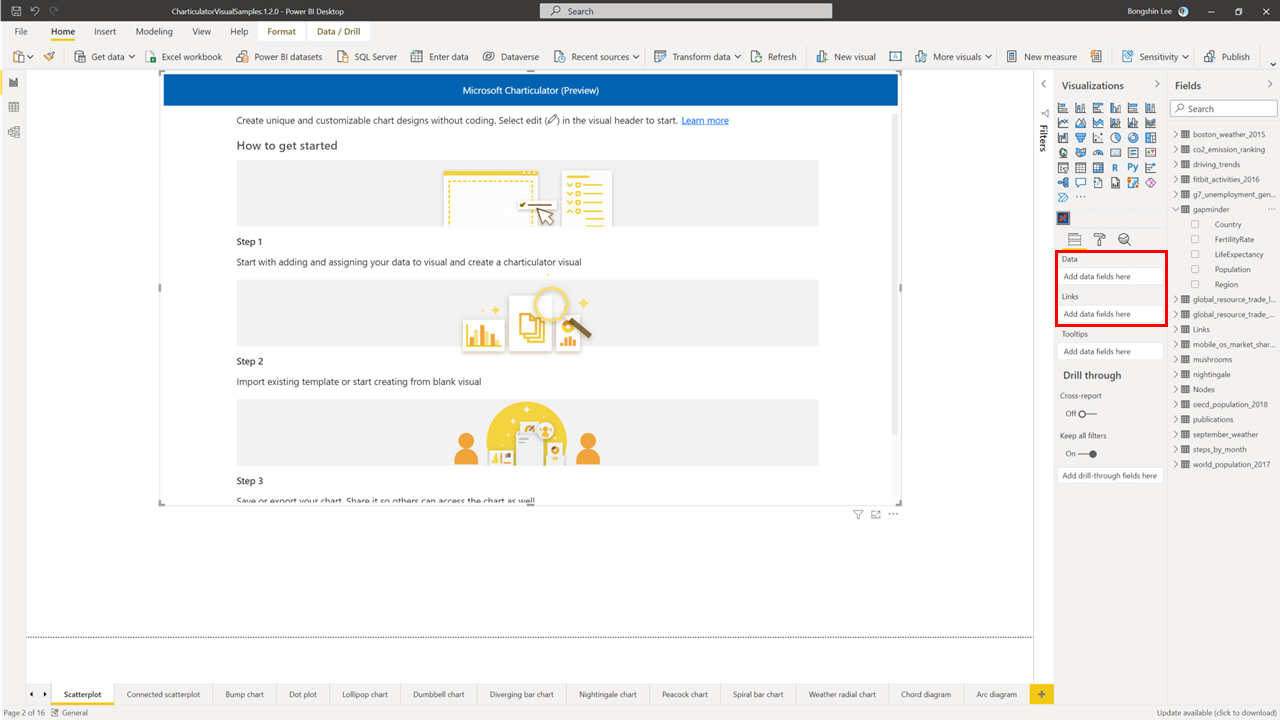 CharticulatorVisualSamples.1.2.0 - Power BI Desktop
Search
Bongshin Lee
File
Home
Insert
Modeling
View
Help
Format
Data / Drill
Get data
Excel workbook
Power BI datasets
SQL Server
Enter data
Dataverse
Recent sources
Transform data
Refresh
New visual
More visuals
New measure
Sensitivity
Publish
Microsoft Charticulator (Preview)
Create unique and customizable chart designs without coding. Select edit () in the visual header to start. Learn more
How to get started
Step 1
Start with adding and assigning your data to visual and create a charticulator visual
Step 2
Import existing template or start creating from blank visual
Step 3
Save or export your chart. Share it so others can access the chart as well
Filters
Visualizations
R
Py
Data
Add data fields here
Links
Add data fields here
Tooltips
Add data fields here
Drill through
Cross-report
Off
Keep all filters
On
Add drill-through fields here
Fields
Search
boston_weather_2015
co2_emission_ranking
driving_trends
fitbit_activities_2016
g7_unemployment_gen...
gapminder
Country
FertilityRate
LifeExpectancy
Population
Region
global_resource_trade_l...
global_resource_trade_...
Links
mobile_os_market_shar...
mushrooms
nightingale
Nodes
oecd_population_2018
publications
september_weather
steps_by_month
world_population_2017
Scatterplot
Connected scatterplot
Bump chart
Dot plot
Lollipop chart
Dumbbell chart
Diverging bar chart
Nightingale chart
Peacock chart
Spiral bar chart
Weather radial chart
Chord diagram
Arc diagram
+
Page 2 of 16
General
Update available (click to download)